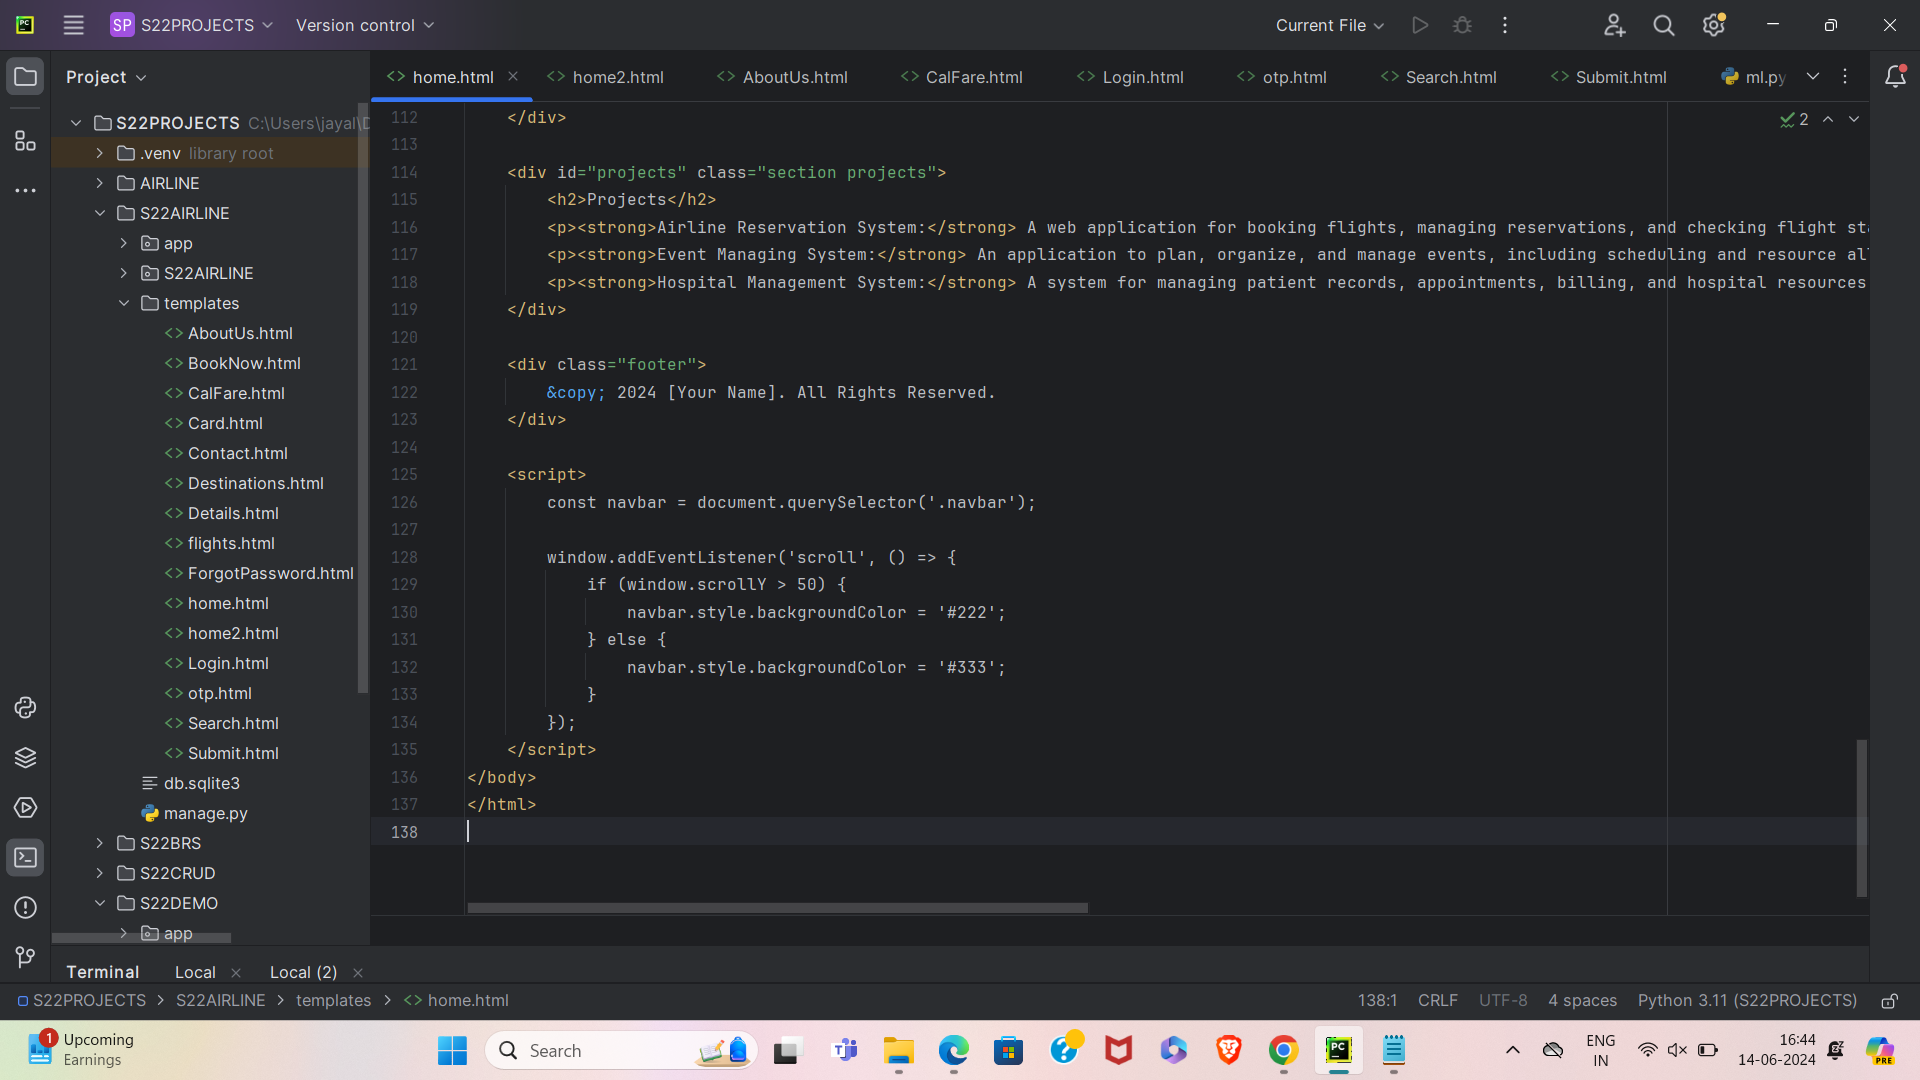 SP S22PROJECTS Version control Current File
Project
home.html home2.html AboutUs.html CalFare.html Login.html otp.html Search.html Submit.html ml.py
S22PROJECTS C:\Users\jayal\D
.venv library root
AIRLINE
S22AIRLINE
app
S22AIRLINE
templates
AboutUs.html
BookNow.html
CalFare.html
Card.html
Contact.html
Destinations.html
Details.html
flights.html
ForgotPassword.html
home.html
home2.html
Login.html
otp.html
Search.html
Submit.html
db.sqlite3
manage.py
S22BRS
S22CRUD
S22DEMO
app
2
112 </div>
113
114 <div id="projects" class="section projects">
115 <h2>Projects</h2>
116 <p><strong>Airline Reservation System:</strong> A web application for booking flights, managing reservations, and checking flight sta
117 <p><strong>Event Managing System:</strong> An application to plan, organize, and manage events, including scheduling and resource al
118 <p><strong>Hospital Management System:</strong> A system for managing patient records, appointments, billing, and hospital resources
119 </div>
120
121 <div class="footer">
122 &copy; 2024 [Your Name]. All Rights Reserved.
123 </div>
124
125 <script>
126 const navbar = document.querySelector('.navbar');
127
128 window.addEventListener('scroll', () => {
129 if (window.scrollY > 50) {
130 navbar.style.backgroundColor = '#222';
131 } else {
132 navbar.style.backgroundColor = '#333';
133 }
134 });
135 </script>
136 </body>
137 </html>
138
Terminal Local Local (2)
S22PROJECTS > S22AIRLINE > templates > home.html 138:1 CRLF UTF-8 4 spaces Python 3.11 (S22PROJECTS)
1 Upcoming
Earnings
Search
ENG
IN
16:44
14-06-2024
PRE